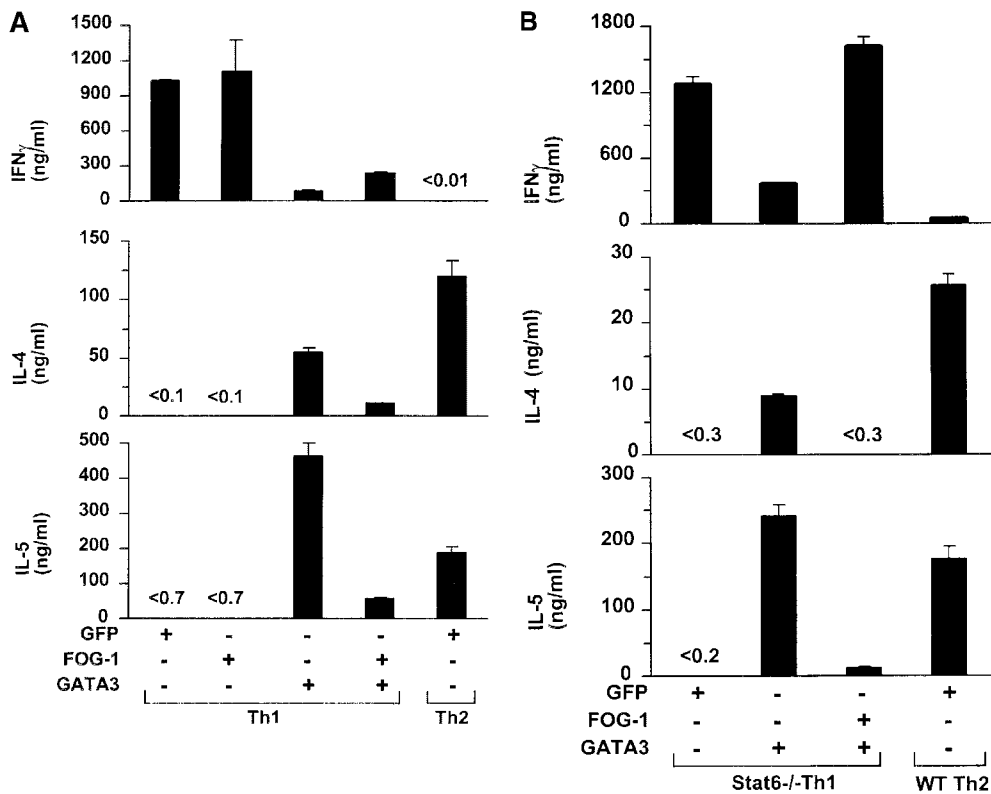 A
1500
1200
900
600
300
0
IFNγ
(ng/ml)
<0.01
150
100
50
0
IL-4
(ng/ml)
<0.1 <0.1
500
400
300
200
100
0
IL-5
(ng/ml)
<0.7 <0.7
GFP + - - - +
FOG-1 - + - + -
GATA3 - - + + -
Th1 Th2
B
1800
1200
600
0
IFNγ
(ng/ml)
30
20
10
0
IL-4 (ng/ml)
<0.3 <0.3
300
200
100
0
IL-5
(ng/ml)
<0.2
GFP + - - +
FOG-1 - - + -
GATA3 - + + -
Stat6-/-Th1 WT Th2